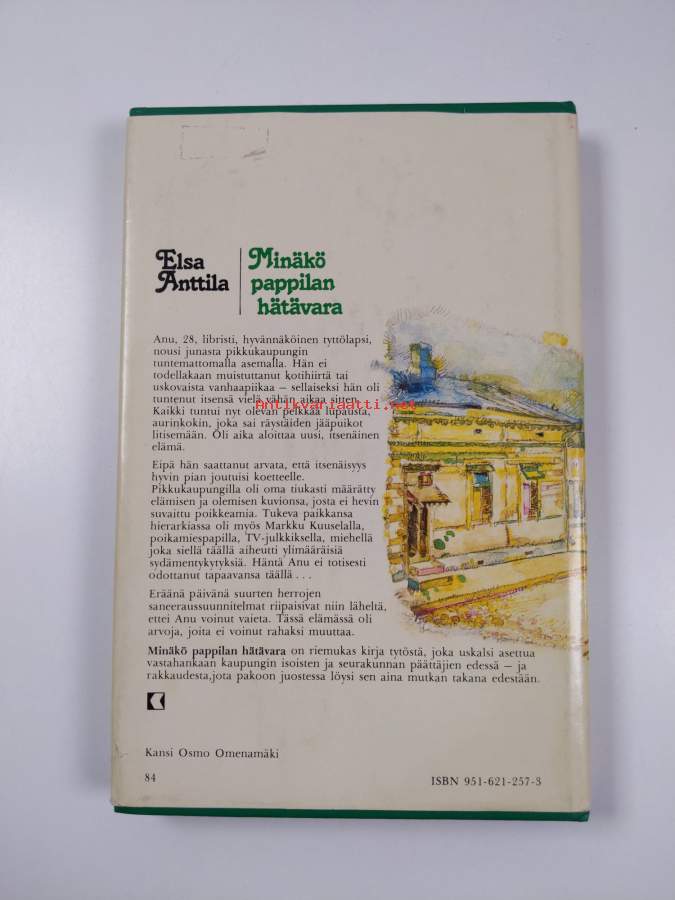 Elsa
Anttila
Minäkö
pappilan
hätävara
Anu, 28, libristi, hyvännäköinen tyttölapsi,
nousi junasta pikkukaupungin
tuntemattomalla asemalla. Hän ei
todellakaan muistuttanut kotihiirtä tai
uskovaista vanhaapiikaa – sellaiseksi hän oli
tuntenut itsensä vielä vähän aikaa sitten.
Kaikki tuntui nyt olevan pelkkää lupausta,
aurinkokin, joka sai räystäiden jääpuikot
litisemään. Oli aika aloittaa uusi, itsenäinen
elämä.
Eipä hän saattanut arvata, että itsenäisyys
hyvin pian joutuisi koetteelle.
Pikkukaupungilla oli oma tiukasti määrätty
elämisen ja olemisen kuvionsa, josta ei hevin
suvaittu poikkeamia. Tukeva paikkansa
hierarkiassa oli myös Markku Kuuselalla,
poikamiespapilla, TV-julkkiksella, miehellä
joka siellä täällä aiheutti ylimääräisiä
sydämentykytyksiä. Häntä Anu ei totisesti
odottanut tapaavansa täällä . . .
Eräänä päivänä suurten herrojen
saneeraussuunnitelmat riipaisivat niin läheltä,
ettei Anu voinut vaieta. Tässä elämässä oli
arvoja, joita ei voinut rahaksi muuttaa.
Minäkö pappilan hätävara on riemukas kirja tytöstä, joka uskalsi asettua
vastahankaan kaupungin isoisten ja seurakunnan päättäjien edessä – ja
rakkaudesta,jota pakoon juostessa löysi sen aina mutkan takana edestään.
Kansi Osmo Omenamäki
84
ISBN 951-621-257-3
Antikvariaatti.net